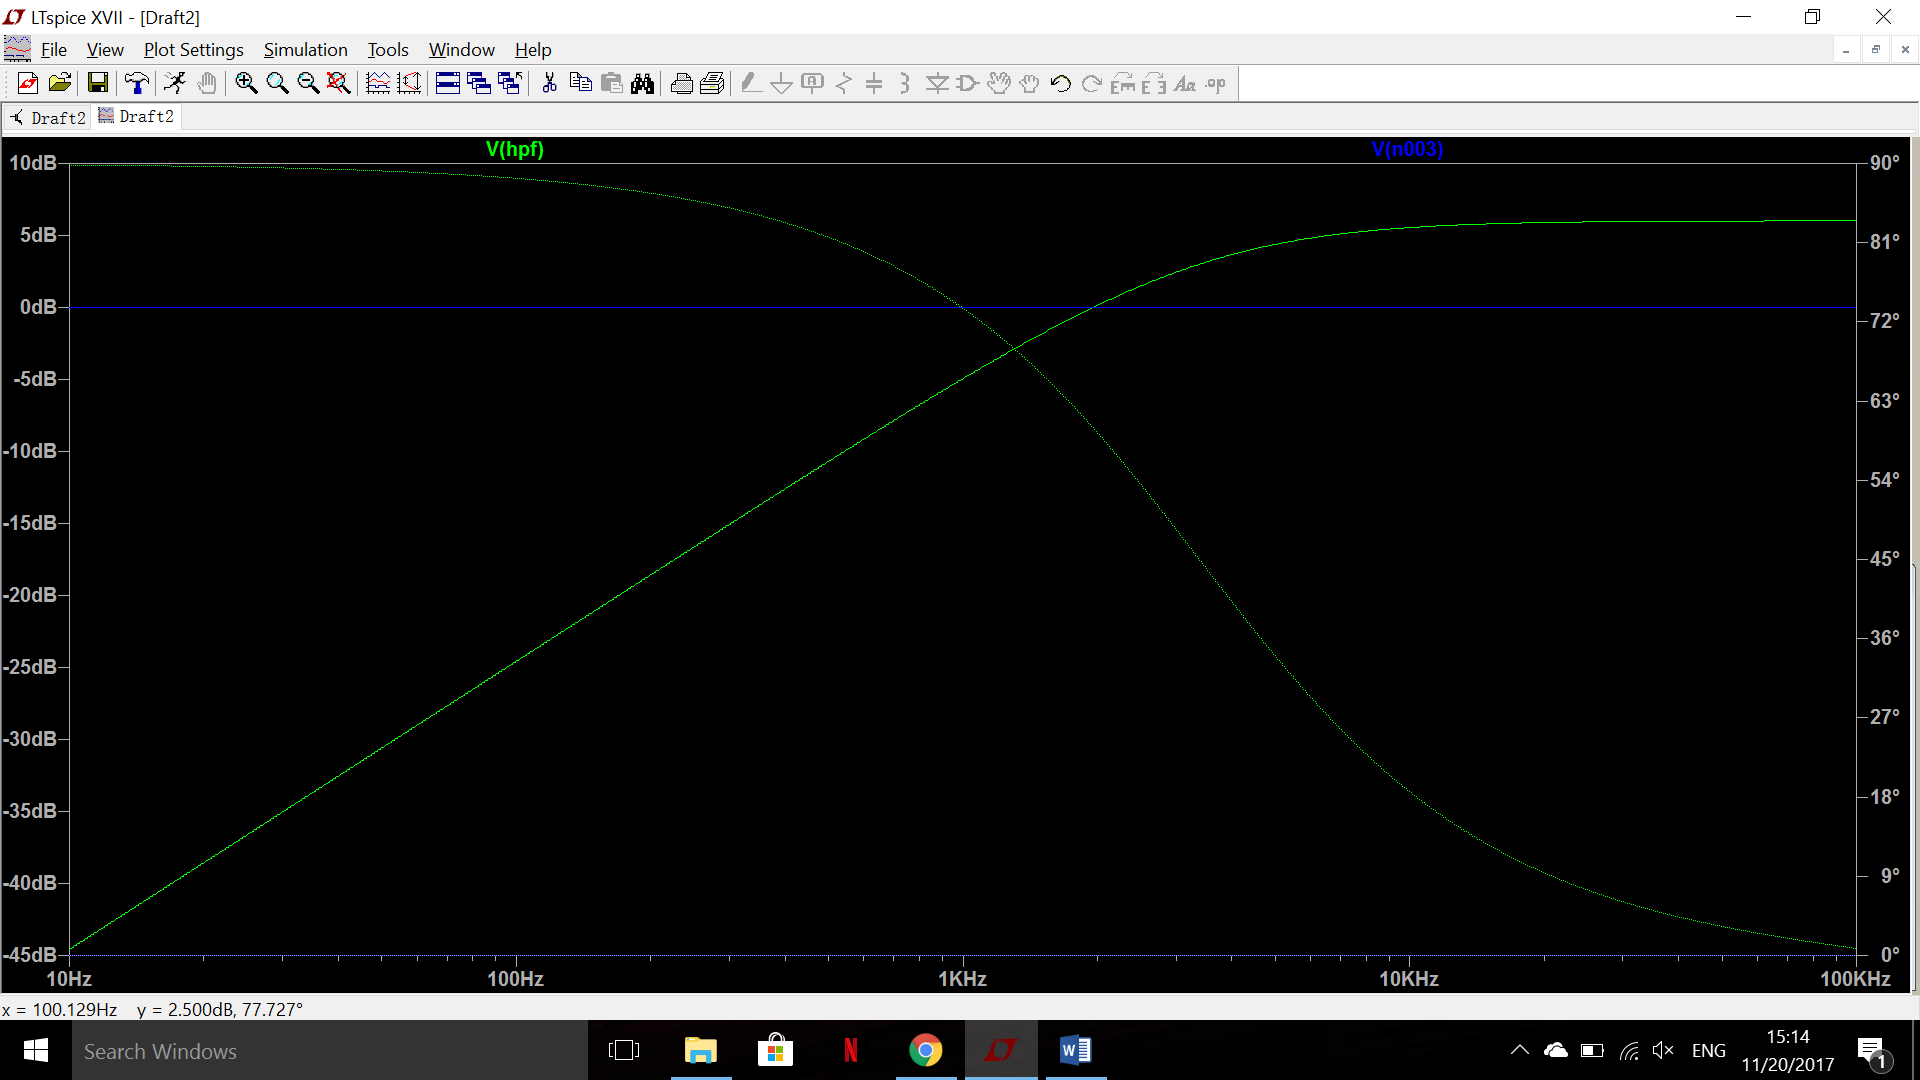 LTspice XVII - [Draft2]
File View Plot Settings Simulation Tools Window Help
Draft2 Draft2
V(hpf) V(n003)
10dB 90°
5dB 81°
0dB 72°
-5dB 63°
-10dB 54°
-15dB 45°
-20dB 36°
-25dB 27°
-30dB 18°
-35dB 9°
-40dB 0°
-45dB
10Hz 100Hz 1KHz 10KHz 100KHz
x = 100.129Hz y = 2.500dB, 77.727°
Search Windows
ENG
15:14
11/20/2017
1